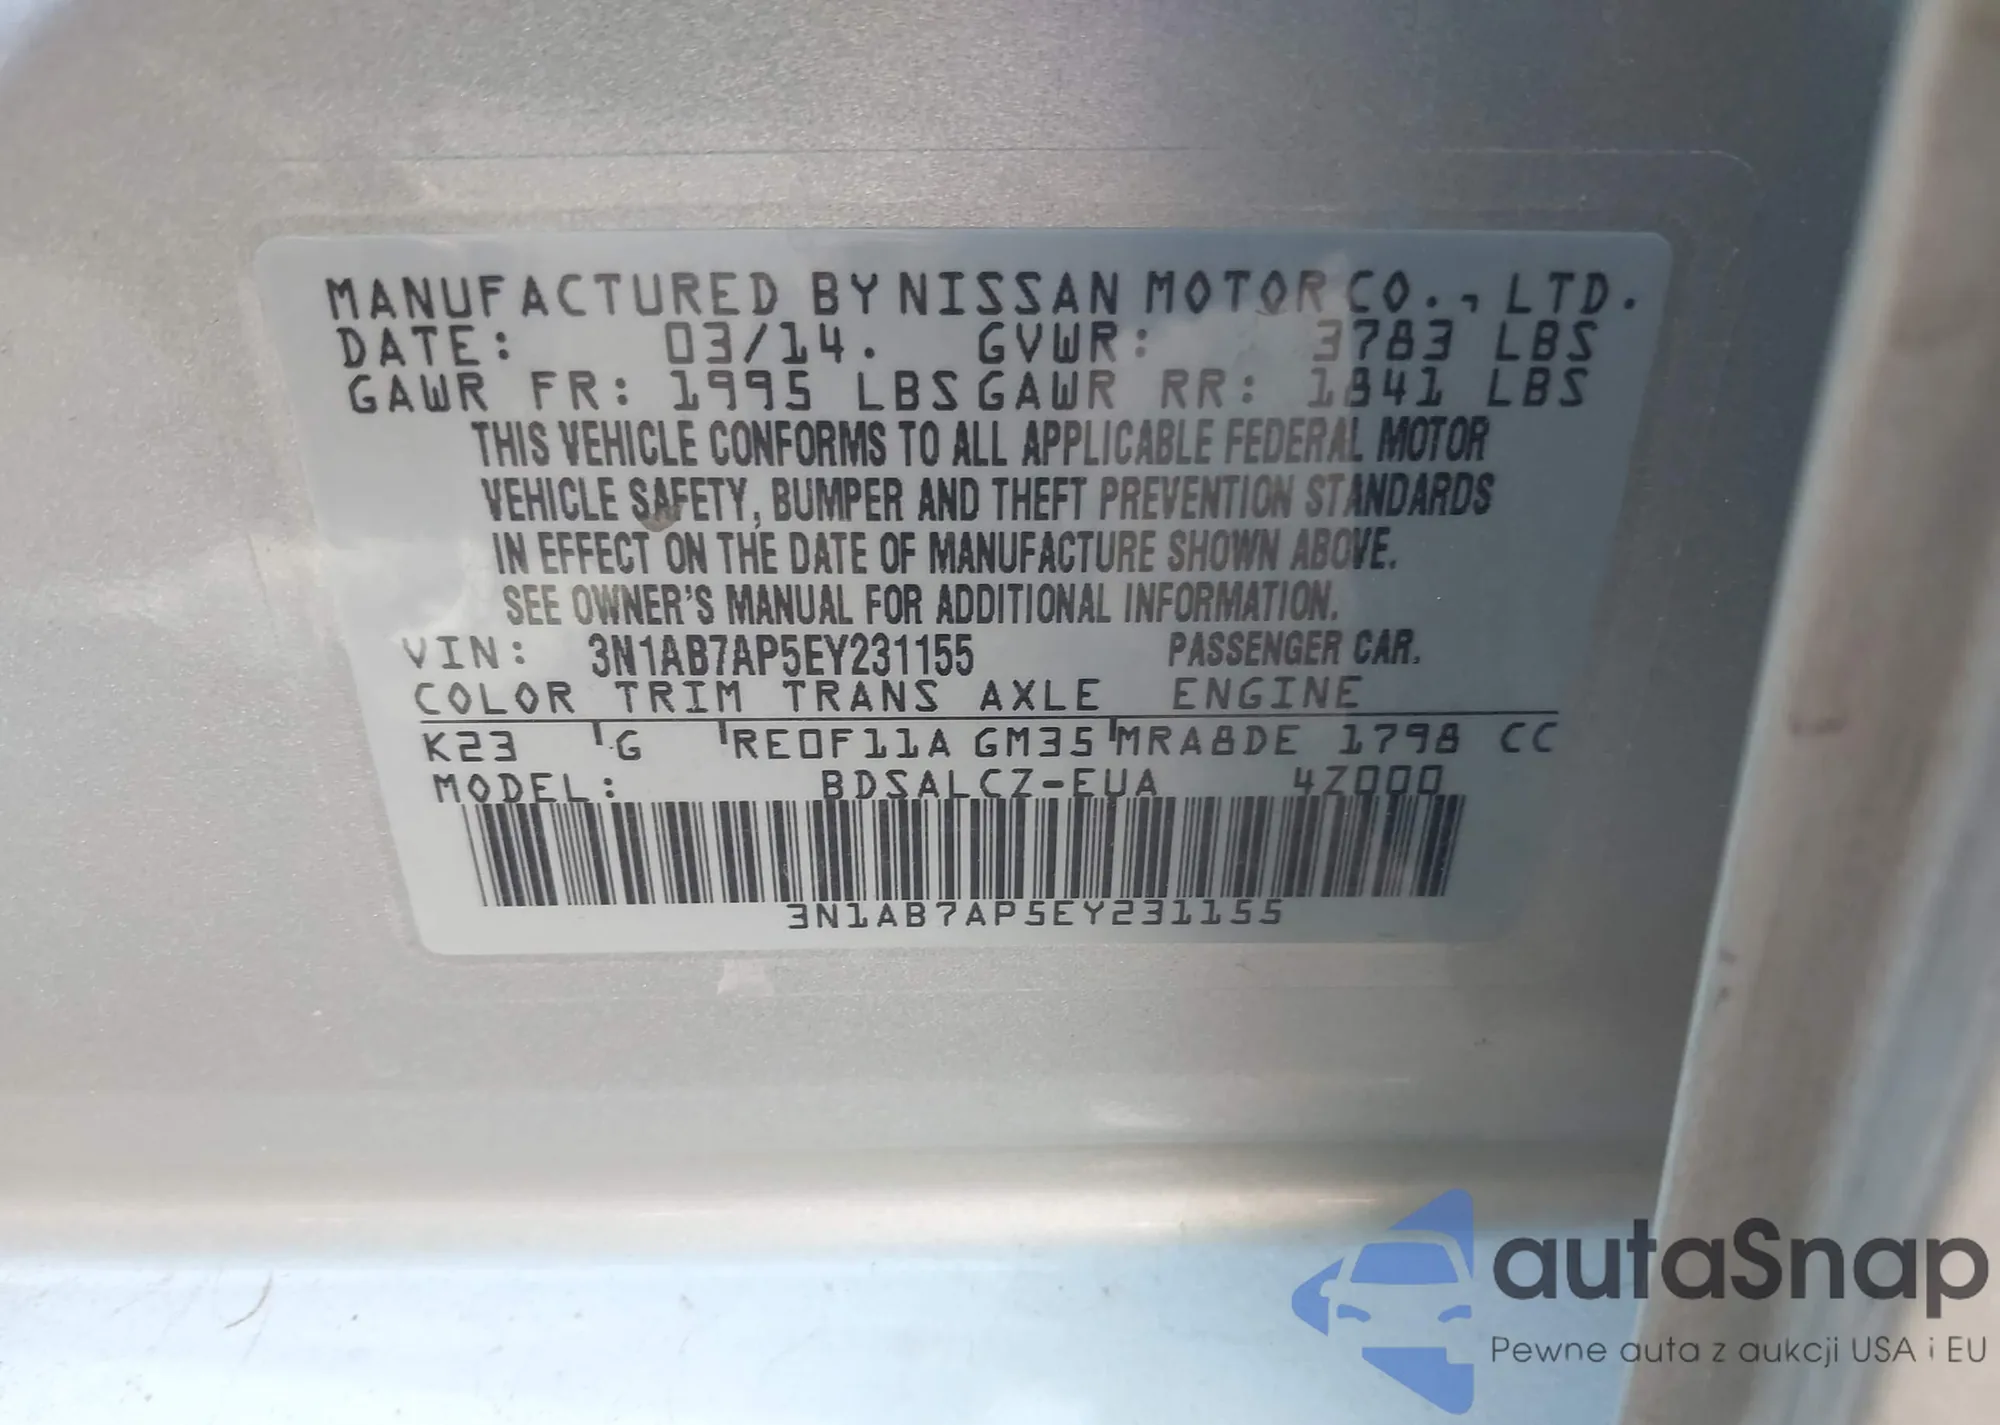 MANUFACTURED BY NISSAN MOTOR CO., LTD.
DATE: 03/14. GVWR: 3783 LBS
GAWR FR: 1995 LBS GAWR RR: 1841 LBS
THIS VEHICLE CONFORMS TO ALL APPLICABLE FEDERAL MOTOR
VEHICLE SAFETY, BUMPER AND THEFT PREVENTION STANDARDS
IN EFFECT ON THE DATE OF MANUFACTURE SHOWN ABOVE.
SEE OWNER'S MANUAL FOR ADDITIONAL INFORMATION.
VIN: 3N1AB7AP5EY231155 PASSENGER CAR.
COLOR TRIM TRANS AXLE ENGINE
K23 G RE0F11A GM35 MRA8DE 1798 CC
MODEL: BDSALCZ-EUA 4Z000
3N1AB7AP5EY231155
autaSnap
Pewne auta z aukcji USA i EU